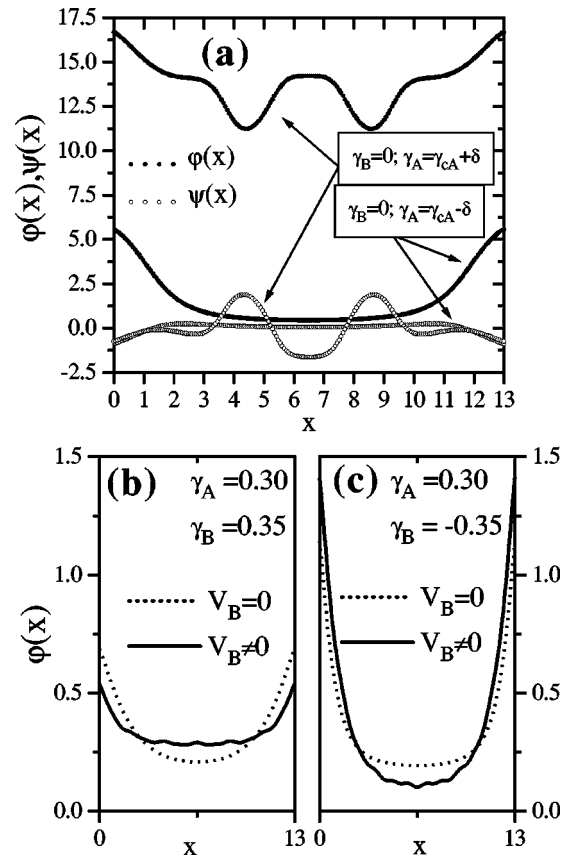 17.5
(a)
15.0
12.5
10.0
7.5
5.0
2.5
0.0
-2.5
φ(x),ψ(x)
φ(x)
ψ(x)
γB=0; γA=γcA+δ
γB=0; γA=γcA-δ
0 1 2 3 4 5 6 7 8 9 10 11 12 13
x
1.5
1.0
0.5
0.0
φ(x)
(b)
γA =0.30
γB =0.35
VB=0
VB≠0
0 x 13
(c)
γA =0.30
γB = -0.35
VB=0
VB≠0
0 x 13
1.5
1.0
0.5
0.0